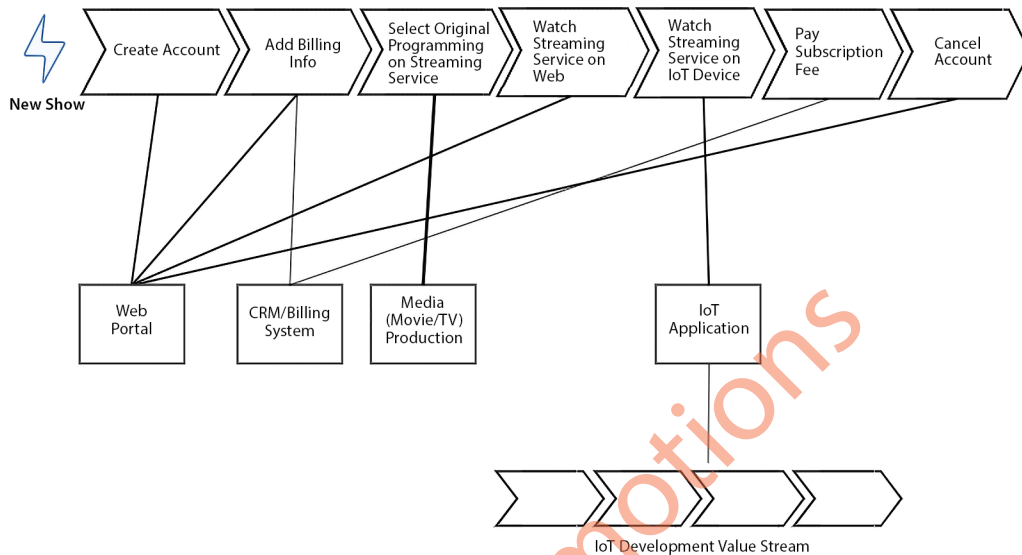 New Show
Create Account
Add Billing
Info
Select Original
Programming
on Streaming
Service
Watch
Streaming
Service on
Web
Watch
Streaming
Service on
IoT Device
Pay
Subscription
Fee
Cancel
Account
Web
Portal
CRM/Billing
System
Media
(Movie/TV)
Production
IoT
Application
IoT Development Value Stream
otions